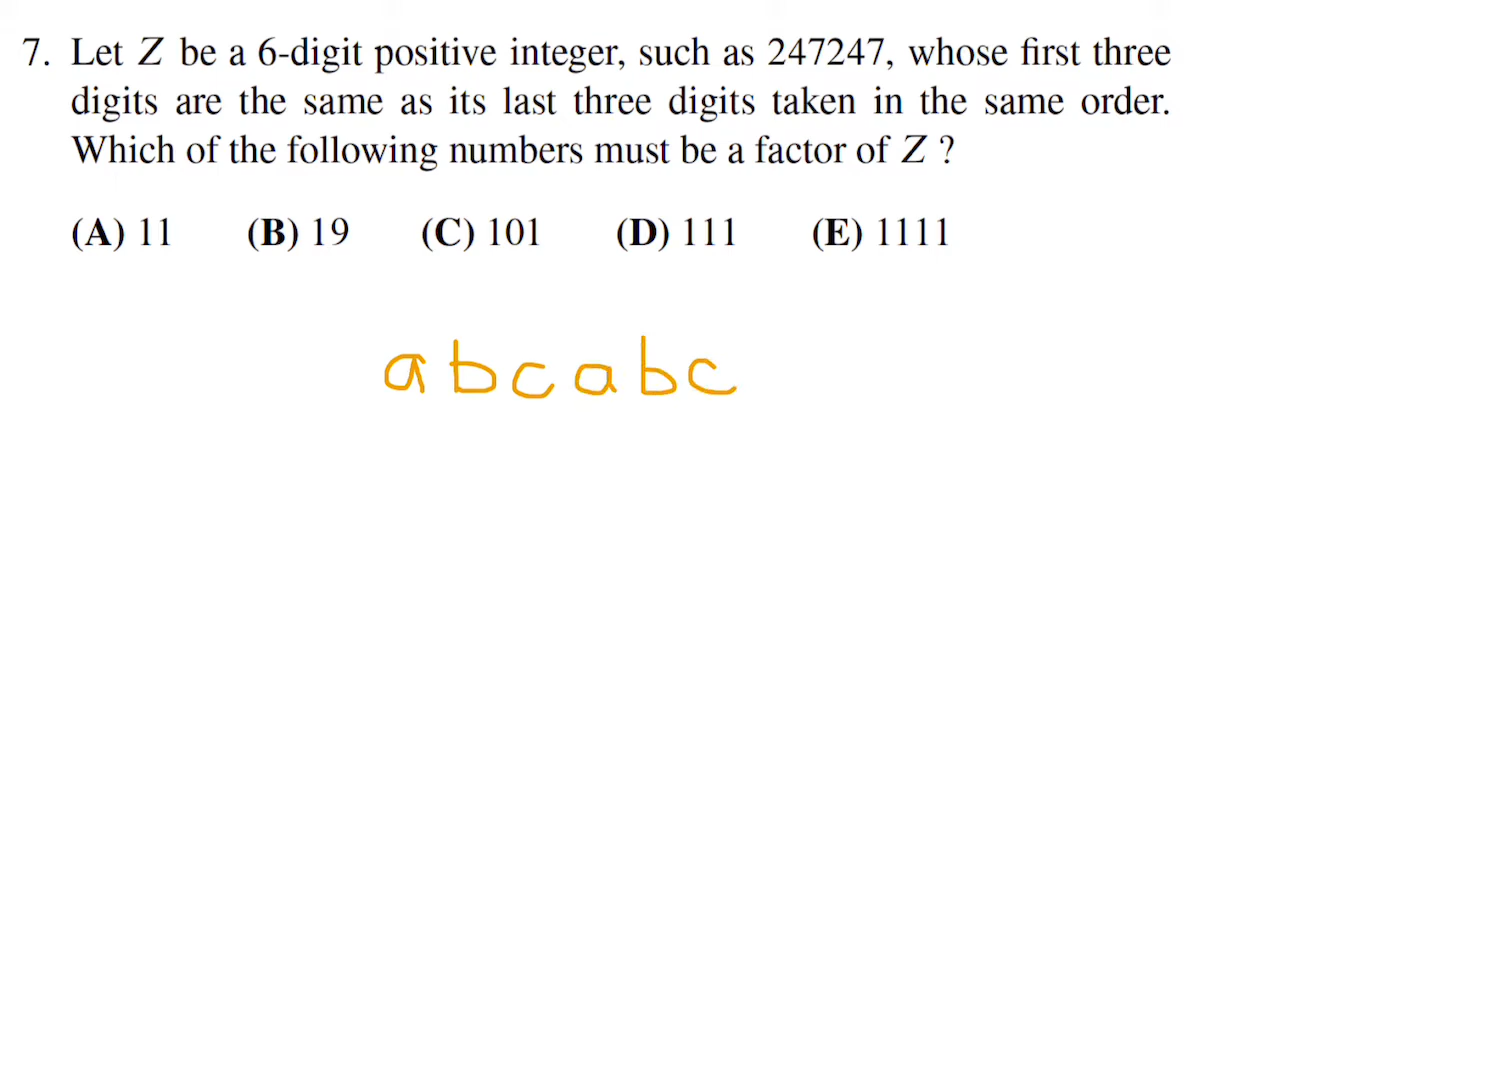 7. Let Z be a 6-digit positive integer, such as 247247, whose first three
digits are the same as its last three digits taken in the same order.
Which of the following numbers must be a factor of Z ?
(A) 11 (B) 19 (C) 101 (D) 111 (E) 1111
abcabc